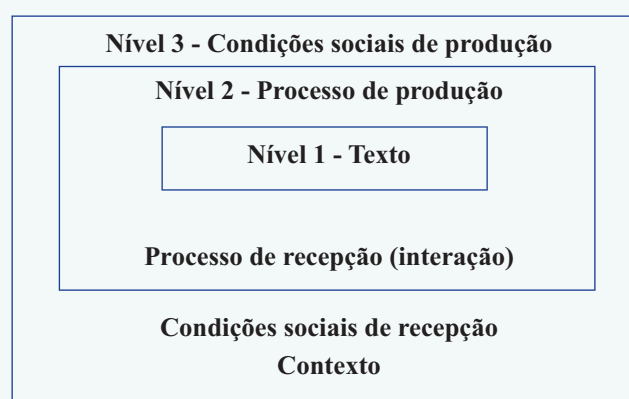 Nível 3 - Condições sociais de produção
Nível 2 - Processo de produção
Nível 1 - Texto
Processo de recepção (interação)
Condições sociais de recepção
Contexto